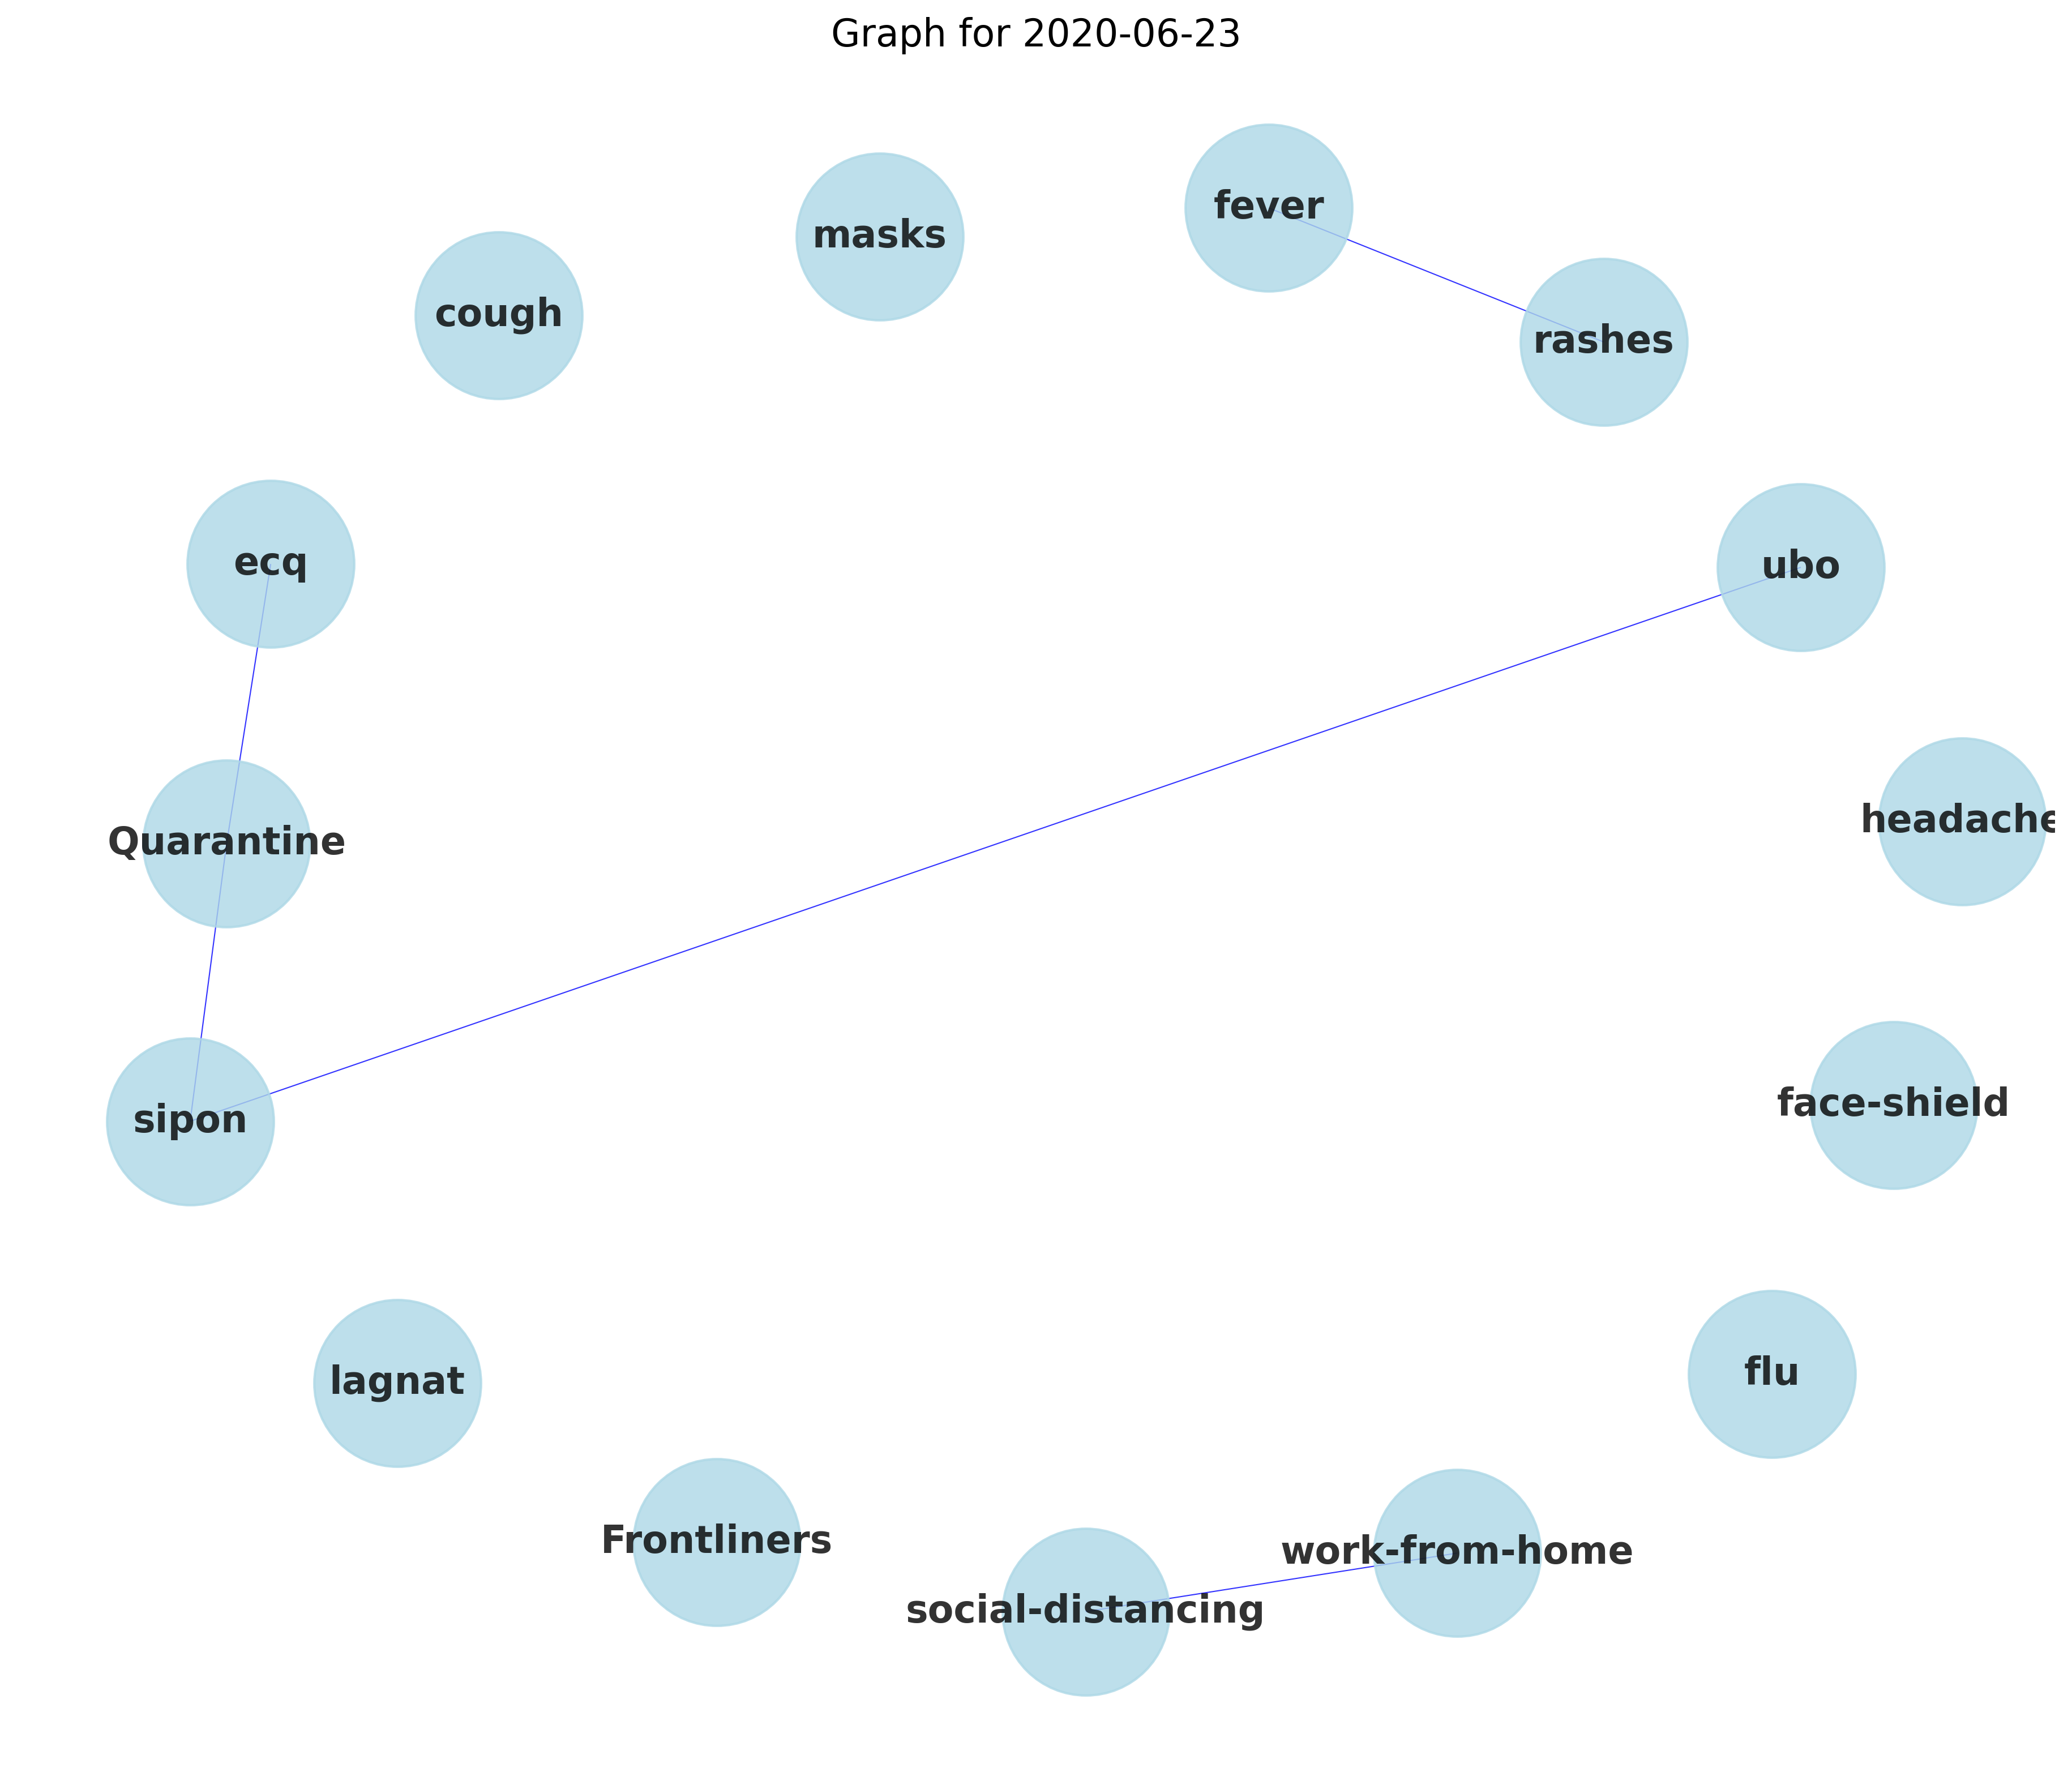 Graph for 2020-06-23
fever
masks
cough
rashes
ecq
ubo
headache
Quarantine
face-shield
sipon
flu
lagnat
Frontliners
work-from-home
social-distancing